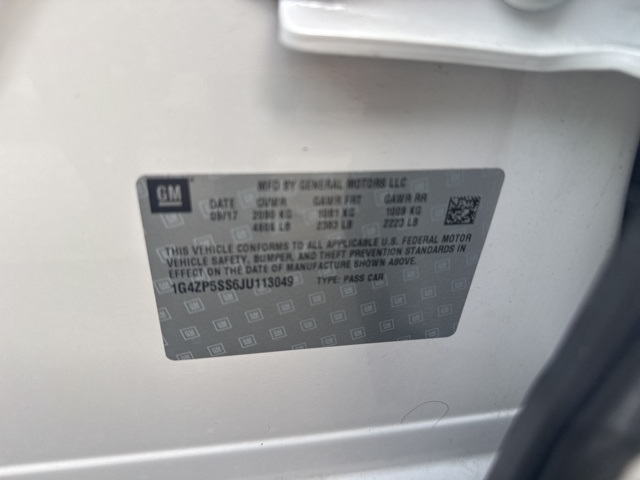 GM
MFD BY GENERAL MOTORS LLC
DATE GVWR GAWR FRT GAWR RR
09/17 2090 KG 1081 KG 1009 KG
4606 LB 2383 LB 2223 LB
THIS VEHICLE CONFORMS TO ALL APPLICABLE U.S. FEDERAL MOTOR
VEHICLE SAFETY, BUMPER, AND THEFT PREVENTION STANDARDS IN
EFFECT ON THE DATE OF MANUFACTURE SHOWN ABOVE.
1G4ZP5SS6JU113049 TYPE: PASS CAR